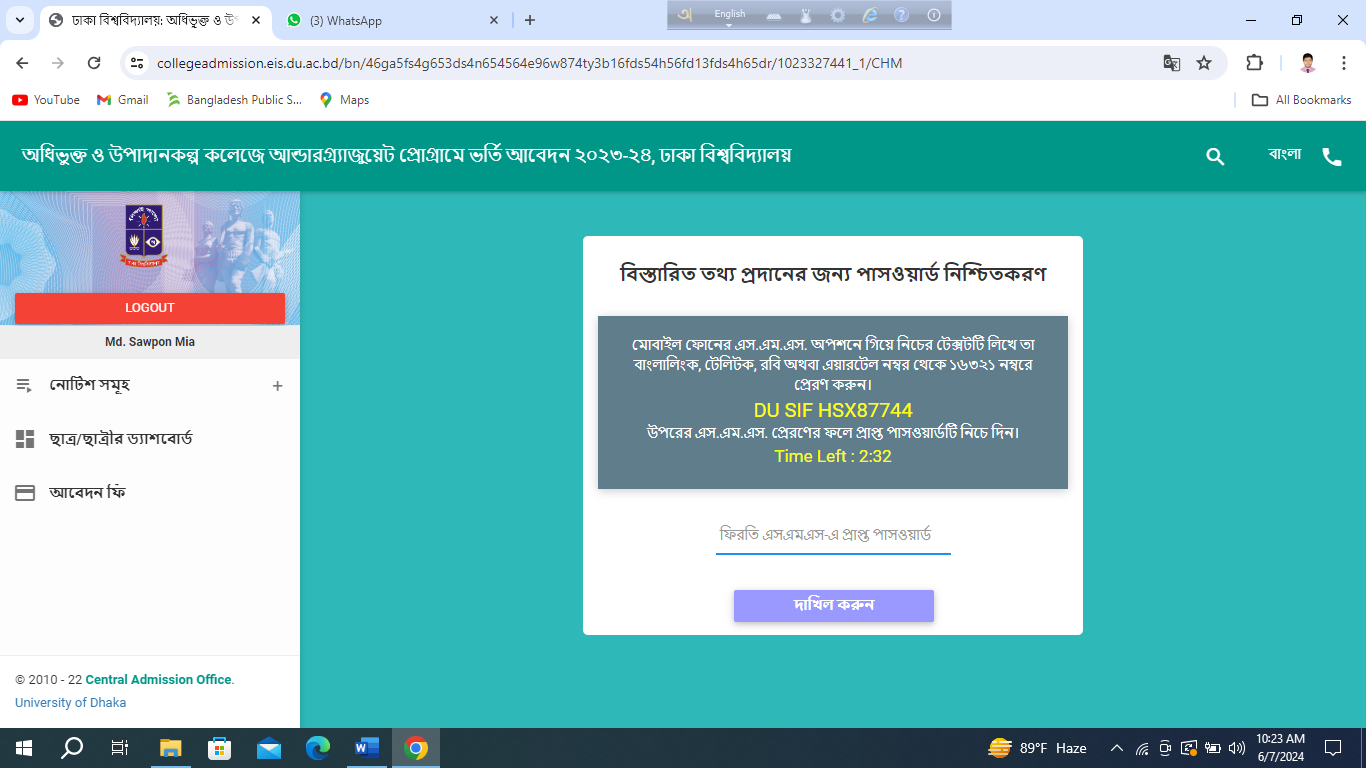 ঢাকা বিশ্ববিদ্যালয়: অধিভুক্ত ও উপ
(3) WhatsApp
English
collegeadmission.eis.du.ac.bd/bn/46ga5fs4g653ds4n654564e96w874ty3b16fds54h56fd13fds4h65dr/1023327441_1/CHM
YouTube
Gmail
Bangladesh Public S...
Maps
All Bookmarks
অধিভুক্ত ও উপাদানকল্প কলেজে আন্ডারগ্র্যাজুয়েট প্রোগ্রামে ভর্তি আবেদন ২০২৩-২৪, ঢাকা বিশ্ববিদ্যালয়
বাংলা
LOGOUT
Md. Sawpon Mia
নোটিশ সমূহ
ছাত্র/ছাত্রীর ড্যাশবোর্ড
আবেদন ফি
© 2010 - 22 Central Admission Office.
University of Dhaka
বিস্তারিত তথ্য প্রদানের জন্য পাসওয়ার্ড নিশ্চিতকরণ
মোবাইল ফোনের এস.এম.এস. অপশনে গিয়ে নিচের টেক্সটটি লিখে তা
বাংলালিংক, টেলিটক, রবি অথবা এয়ারটেল নম্বর থেকে ১৬৩২১ নম্বরে
প্রেরণ করুন।
DU SIF HSX87744
উপরের এস.এম.এস. প্রেরণের ফলে প্রাপ্ত পাসওয়ার্ডটি নিচে দিন।
Time Left : 2:32
ফিরতি এসএমএস-এ প্রাপ্ত পাসওয়ার্ড
দাখিল করুন
89°F Haze
10:23 AM
6/7/2024